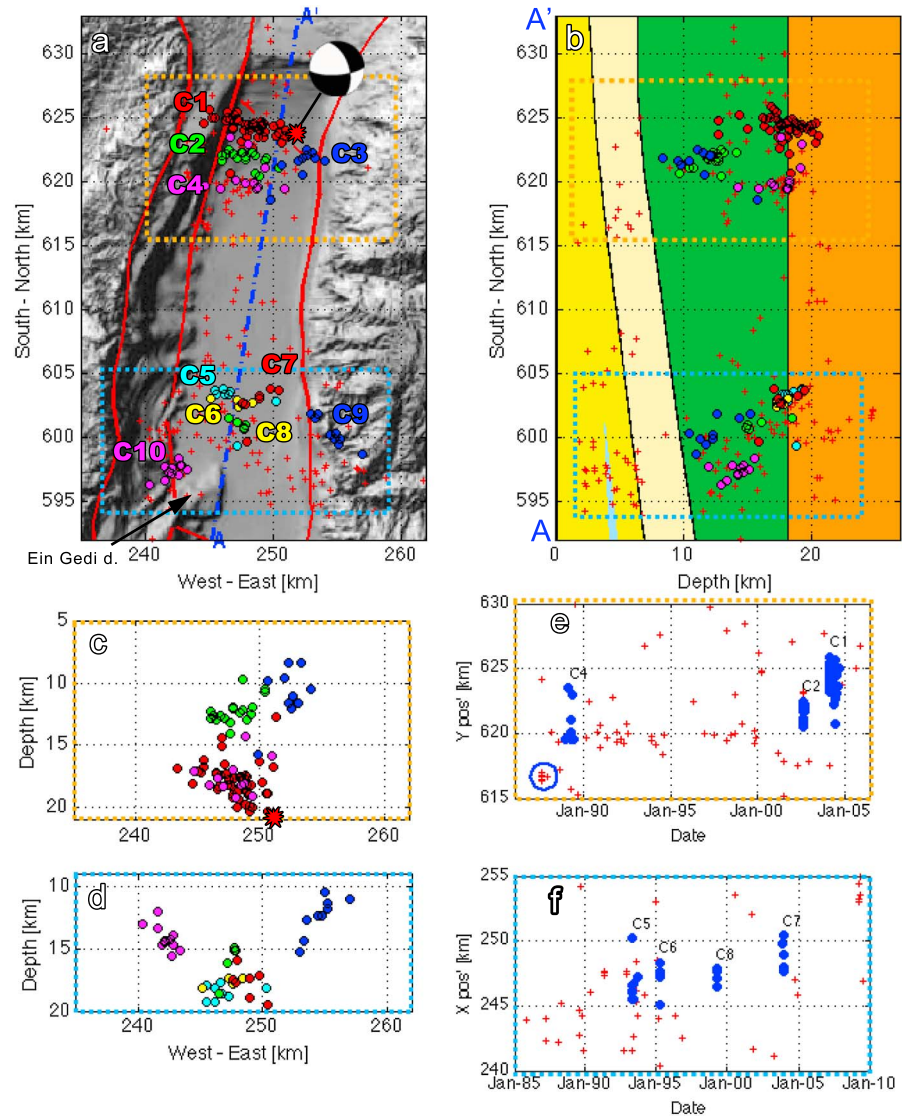 a
A'
C1
C2
C3
C4
C5
C6
C7
C8
C9
C10
A
Ein Gedi d.
630
625
620
615
610
605
600
595
South - North [km]
240
250
260
West - East [km]
A'
b
A
630
625
620
615
610
605
600
595
South - North [km]
0
10
20
Depth [km]
c
5
10
15
20
Depth [km]
240
250
260
d
10
15
20
Depth [km]
240
250
260
West - East [km]
e
C4
C2
C1
630
625
620
615
Y pos' [km]
Jan-90
Jan-95
Jan-00
Jan-05
Date
f
C5
C6
C8
C7
255
250
245
240
X pos' [km]
Jan-85
Jan-90
Jan-95
Jan-00
Jan-05
Jan-10
Date